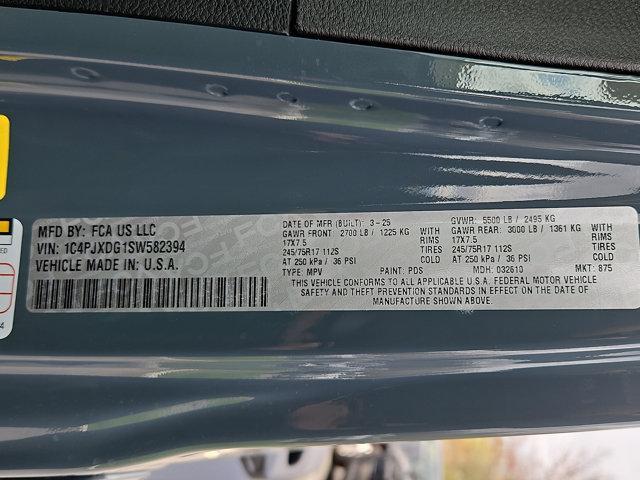 MFD BY: FCA US LLC
VIN: 1C4PJXDG1SW582394
VEHICLE MADE IN: U.S.A.
DATE OF MFR (BUILT): 3-25 GVWR: 5500 LB / 2495 KG
GAWR FRONT: 2700 LB / 1225 KG WITH GAWR REAR: 3000 LB / 1361 KG WITH
17X7.5 TIRES 17X7.5 TIRES
245/75R17 112S 245/75R17 112S
AT 250 kPa / 36 PSI COLD AT 250 kPa / 36 PSI COLD
TYPE: MPV PAINT: PDS MDH: 032610 MKT: 875
THIS VEHICLE CONFORMS TO ALL APPLICABLE U.S.A. FEDERAL MOTOR VEHICLE
SAFETY AND THEFT PREVENTION STANDARDS IN EFFECT ON THE DATE OF
MANUFACTURE SHOWN ABOVE.
4